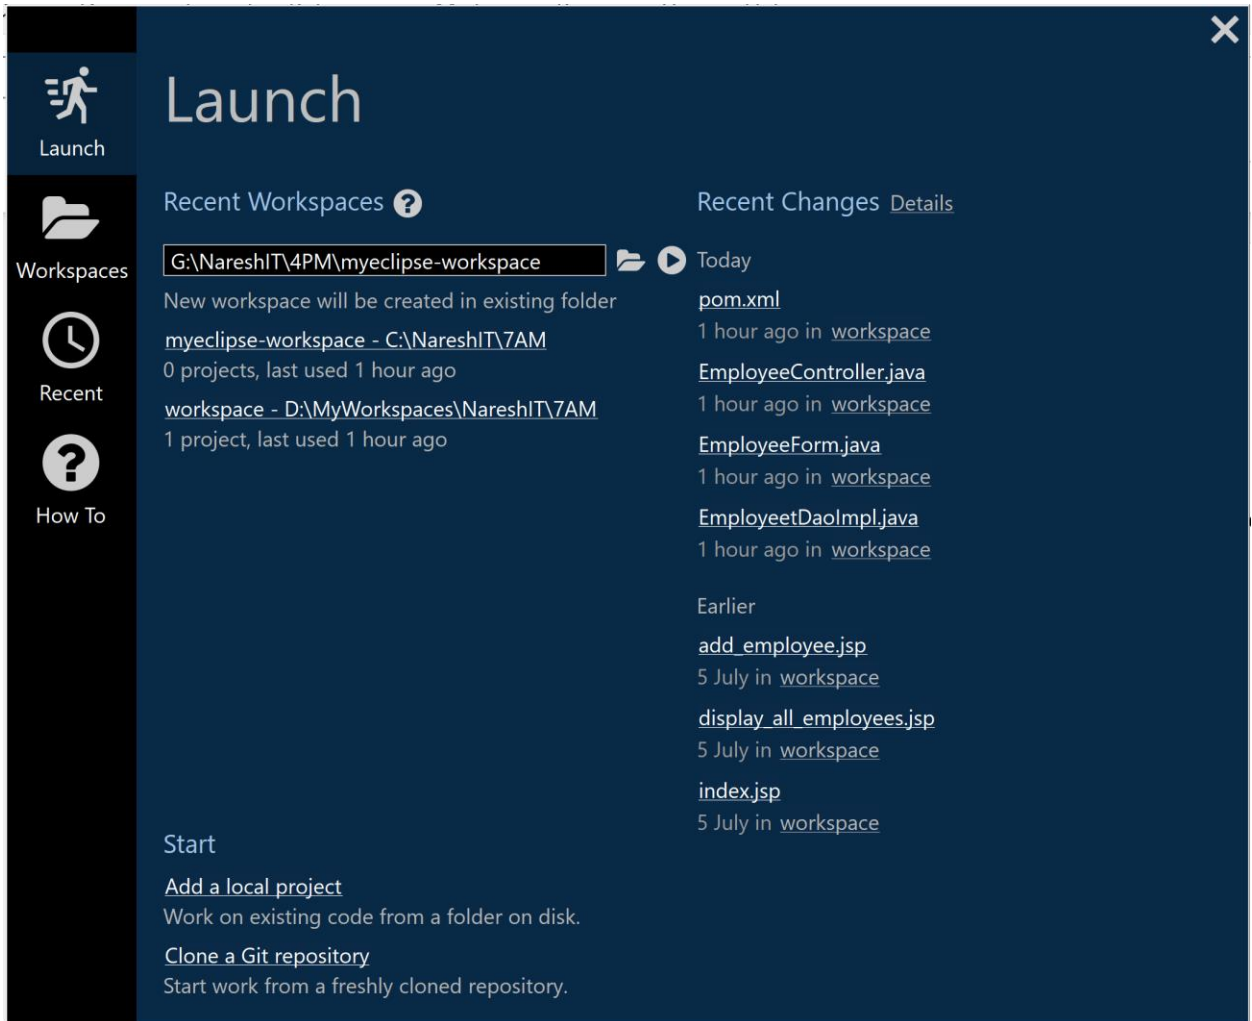 Launch
Workspaces
Recent
How To
Launch
Recent Workspaces
G:\NareshIT\4PM\myeclipse-workspace
New workspace will be created in existing folder
myeclipse-workspace - C:\NareshIT\7AM
0 projects, last used 1 hour ago
workspace - D:\MyWorkspaces\NareshIT\7AM
1 project, last used 1 hour ago
Start
Add a local project
Work on existing code from a folder on disk.
Clone a Git repository
Start work from a freshly cloned repository.
Recent Changes Details
Today
pom.xml
1 hour ago in workspace
EmployeeController.java
1 hour ago in workspace
EmployeeForm.java
1 hour ago in workspace
EmployeetDaoImpl.java
1 hour ago in workspace
Earlier
add_employee.jsp
5 July in workspace
display_all_employees.jsp
5 July in workspace
index.jsp
5 July in workspace